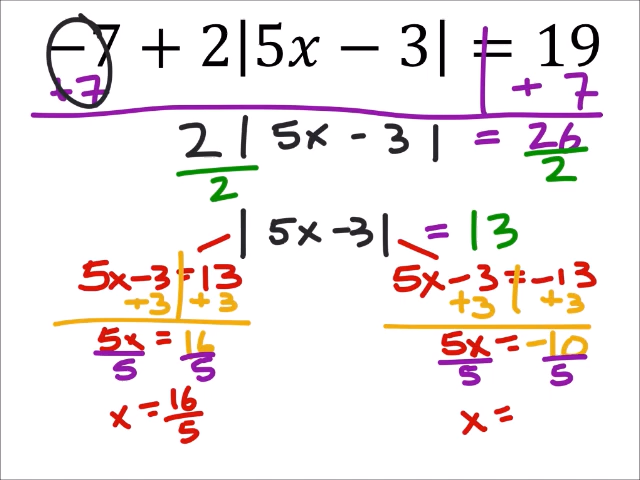 −7 + 2|5x − 3| = 19
+7 + 7
2| 5x - 3| = 26
2 2
| 5x-3| = 13
5x-3=13 5x-3=-13
+3 +3 +3 +3
5x = 16 5x = -10
5 5 5 5
x = 16/5 x =